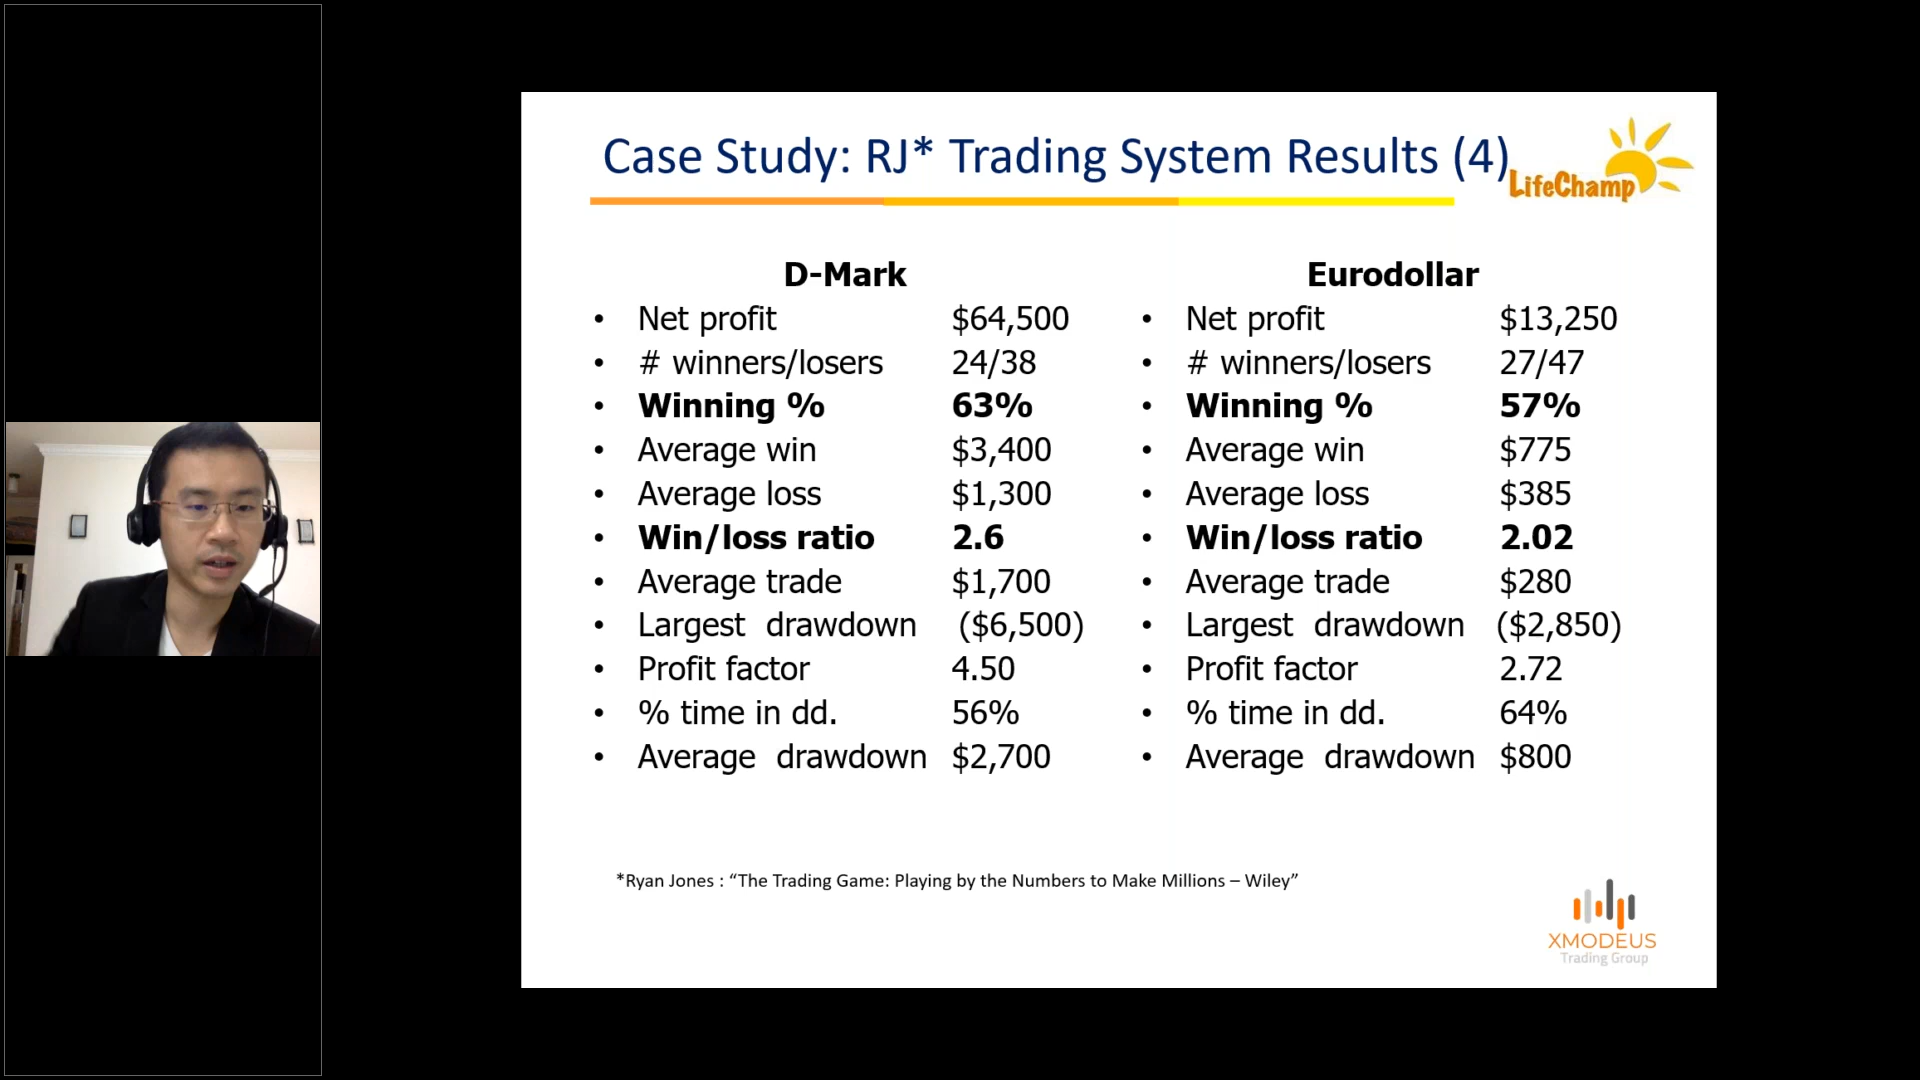 Case Study: RJ* Trading System Results (4)
LifeChamp
D-Mark
• Net profit $64,500
• # winners/losers 24/38
• Winning % 63%
• Average win $3,400
• Average loss $1,300
• Win/loss ratio 2.6
• Average trade $1,700
• Largest drawdown ($6,500)
• Profit factor 4.50
• % time in dd. 56%
• Average drawdown $2,700
Eurodollar
• Net profit $13,250
• # winners/losers 27/47
• Winning % 57%
• Average win $775
• Average loss $385
• Win/loss ratio 2.02
• Average trade $280
• Largest drawdown ($2,850)
• Profit factor 2.72
• % time in dd. 64%
• Average drawdown $800
*Ryan Jones : “The Trading Game: Playing by the Numbers to Make Millions – Wiley”
XMODEUS
Trading Group